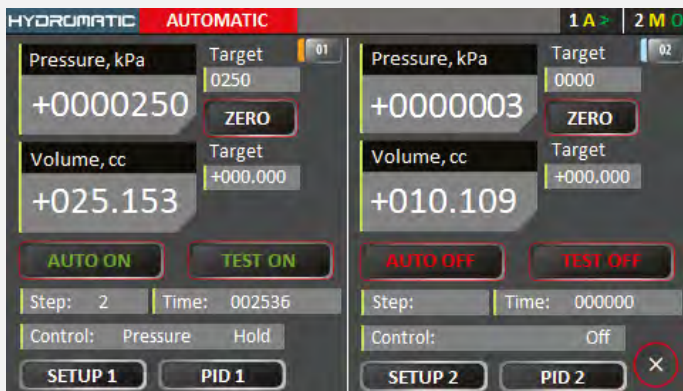 HYDROMATIC AUTOMATIC 1 A > 2 M O
Pressure, kPa
Target
01
0250
+0000250
ZERO
Volume, cc
Target
+000.000
+025.153
AUTO ON TEST ON
Step: 2 Time: 002536
Control: Pressure Hold
SETUP 1 PID 1
Pressure, kPa
Target
02
0000
+0000003
ZERO
Volume, cc
Target
+000.000
+010.109
AUTO OFF TEST OFF
Step: Time: 000000
Control: Off
SETUP 2 PID 2
×